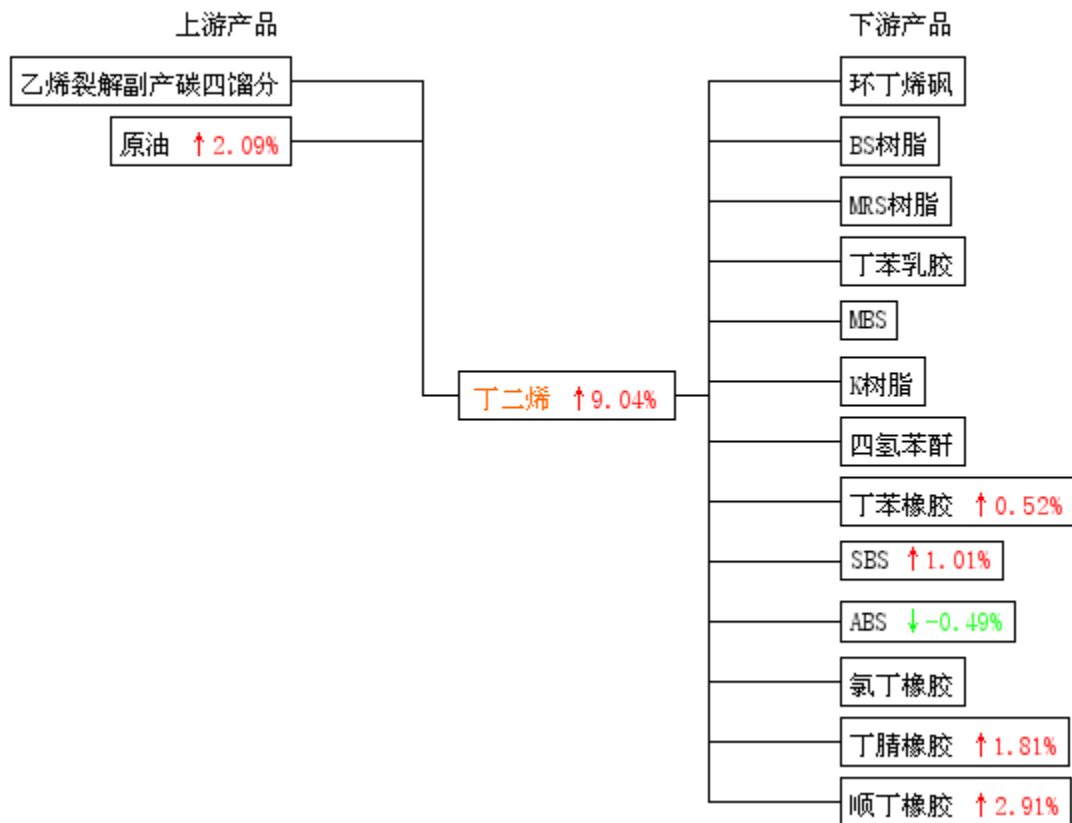 上游产品
下游产品
乙烯裂解副产碳四馏分
原油 ↑2.09%
丁二烯 ↑9.04%
环丁烯砜
BS树脂
MRS树脂
丁苯乳胶
MBS
K树脂
四氢苯酐
丁苯橡胶 ↑0.52%
SBS ↑1.01%
ABS ↓-0.49%
氯丁橡胶
丁腈橡胶 ↑1.81%
顺丁橡胶 ↑2.91%